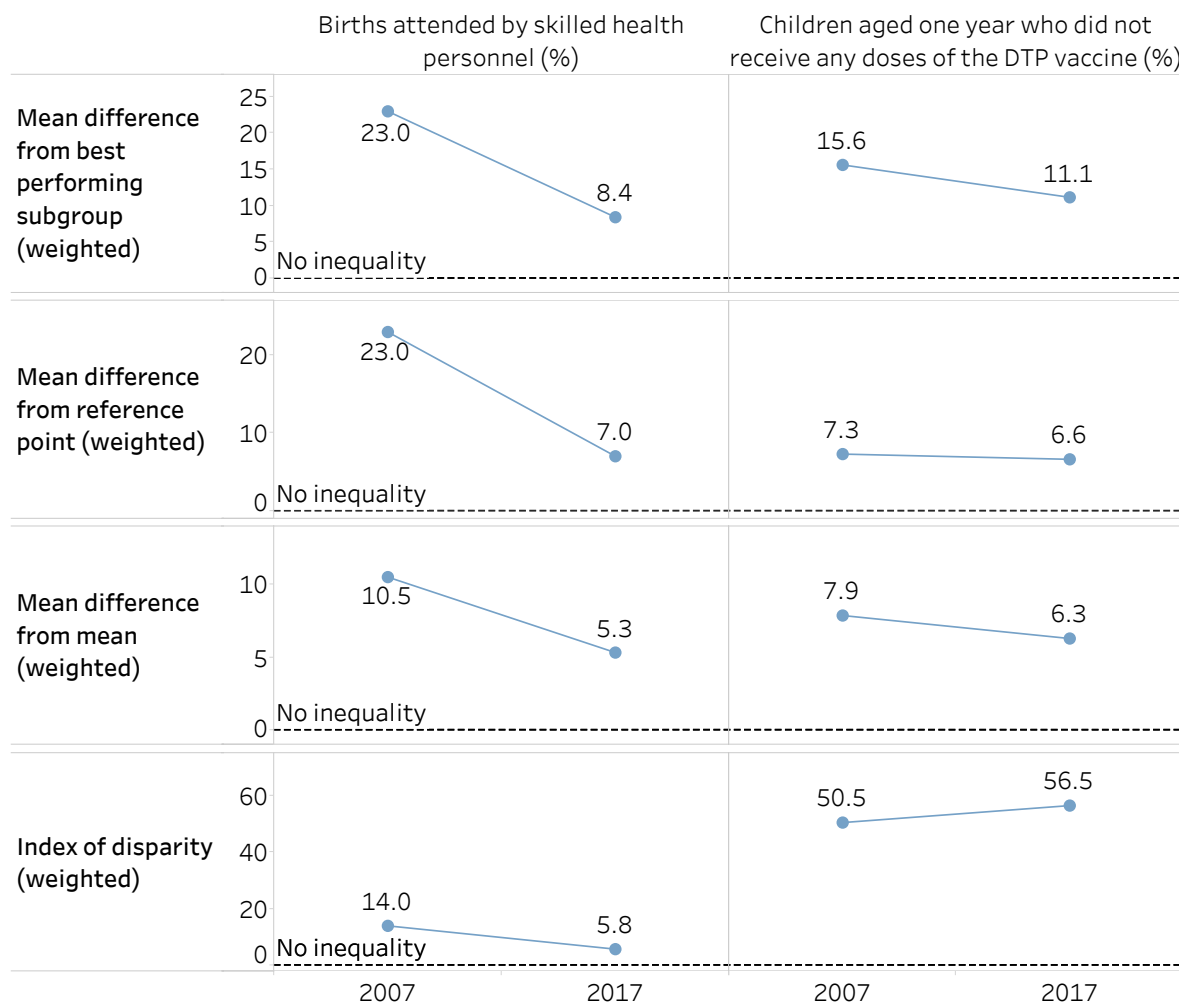 Births attended by skilled health
personnel (%)
Children aged one year who did not
receive any doses of the DTP vaccine (%)
Mean difference
from best
performing
subgroup
(weighted)
25
20
15
10
5
0
23.0
8.4
No inequality
15.6
11.1
Mean difference
from reference
point (weighted)
20
10
0
23.0
7.0
No inequality
7.3
6.6
Mean difference
from mean
(weighted)
10
5
0
10.5
5.3
No inequality
7.9
6.3
Index of disparity
(weighted)
60
40
20
0
14.0
5.8
No inequality
50.5
56.5
2007
2017
2007
2017